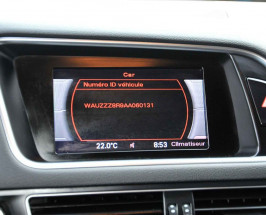 Car
Numéro ID véhicule
WAUZZZ8R9AA060131
22.0°C
8:53 Climatiseur